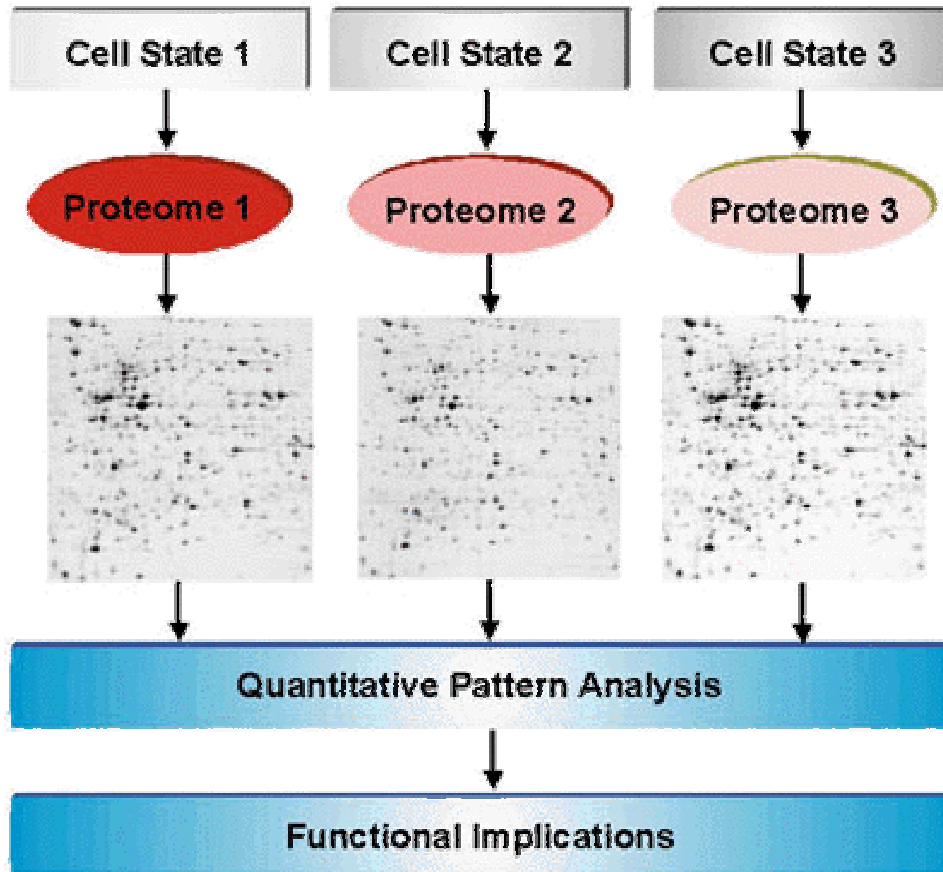 Cell State 1
Cell State 2
Cell State 3
Proteome 1
Proteome 2
Proteome 3
Quantitative Pattern Analysis
Functional Implications